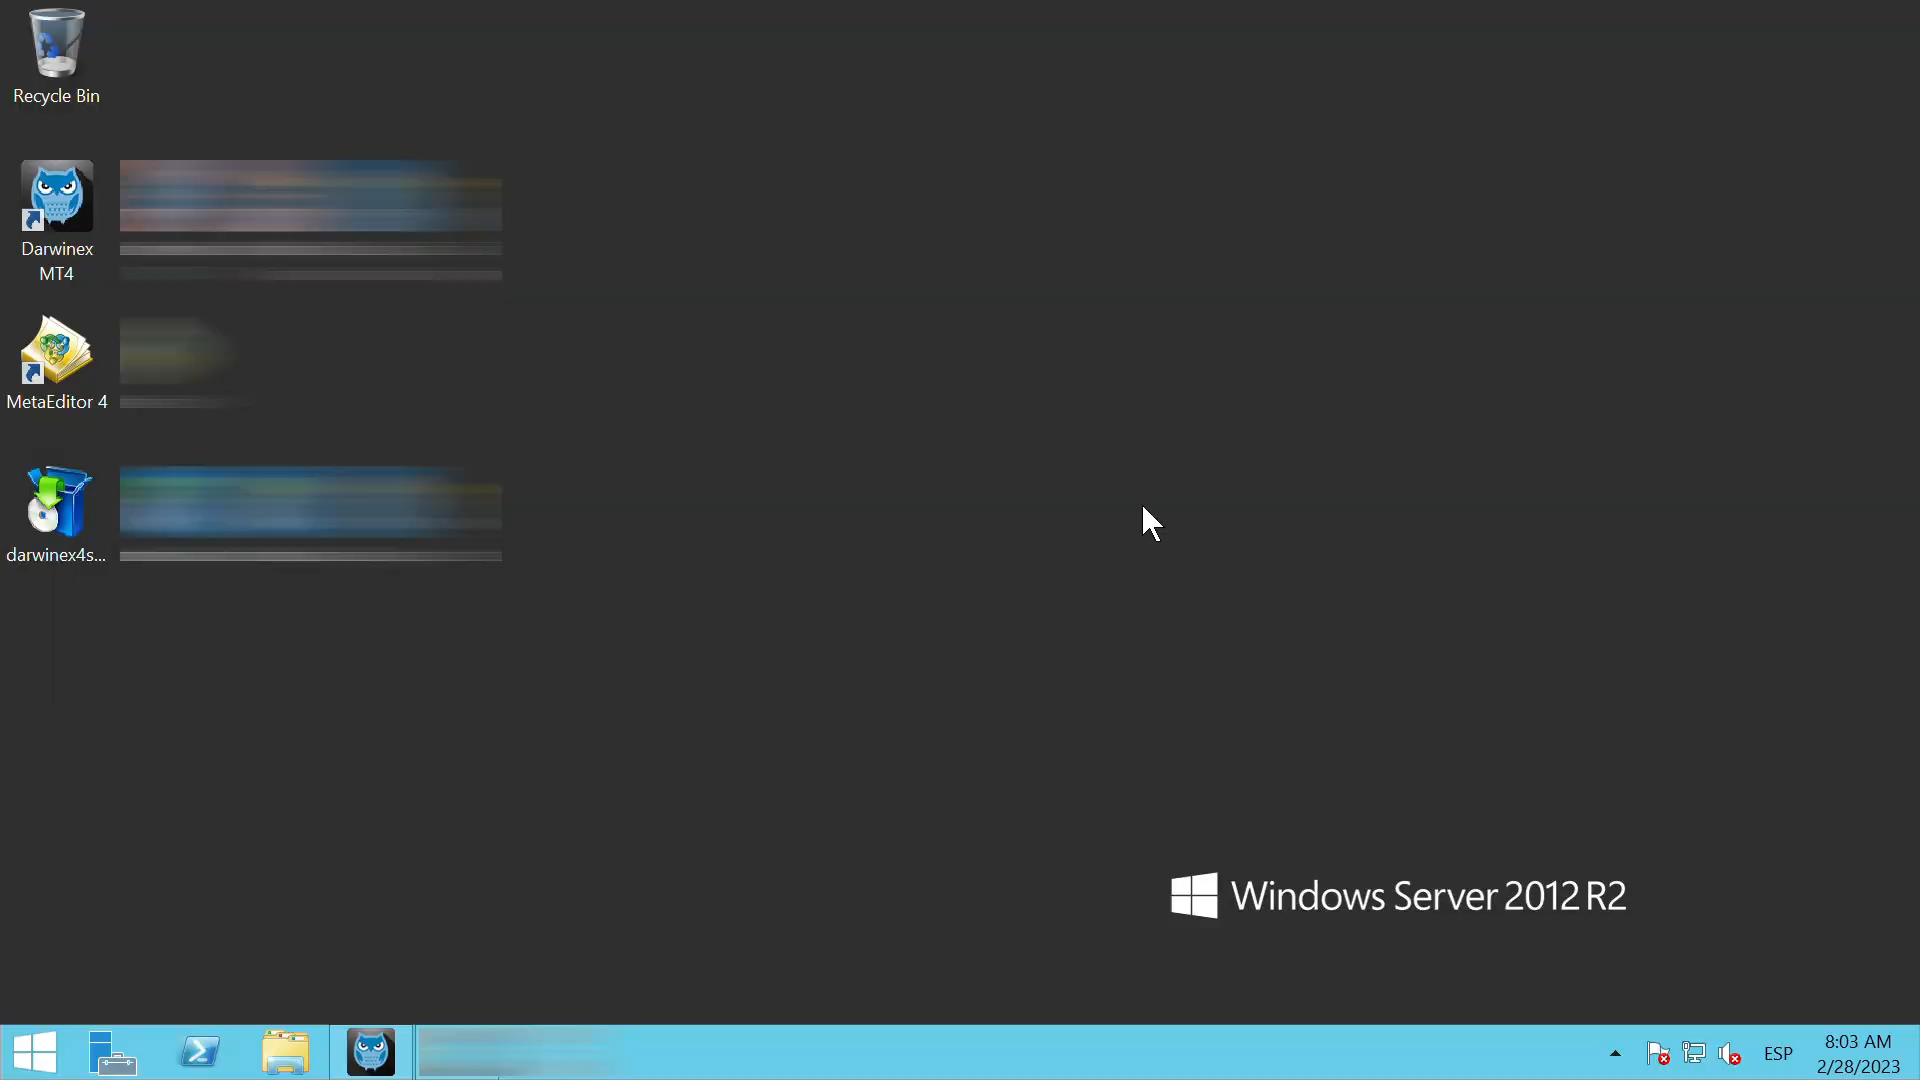 Recycle Bin
Darwinex
MT4
MetaEditor 4
darwinex4s...
Windows Server 2012 R2
ESP
8:03 AM
2/28/2023